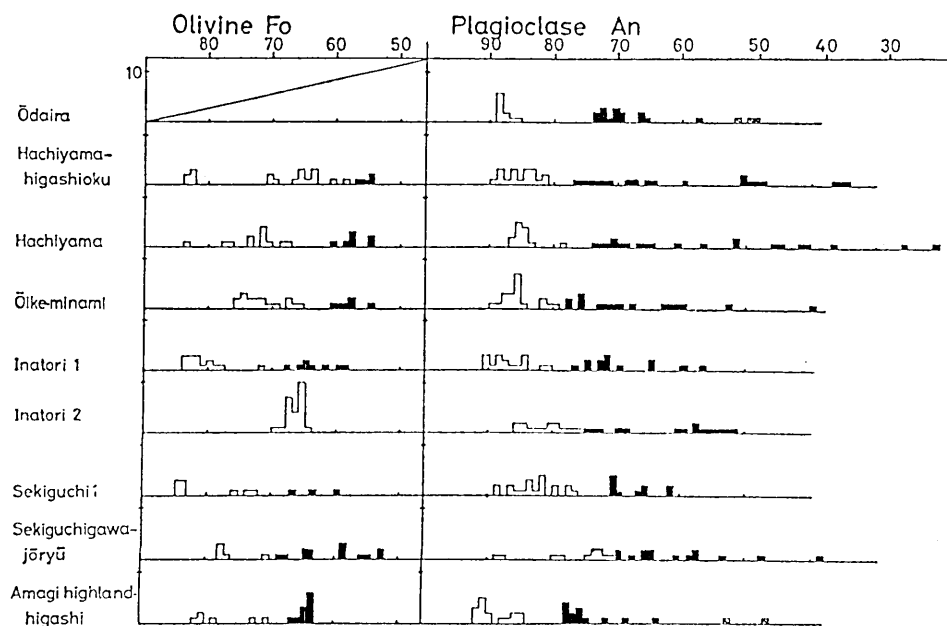 Olivine Fo
Plagioclase An
80 70 60 50
90 80 70 60 50 40 30
10
Ōdaira
Hachiyama-
higashioku
Hachiyama
Ōike-minami
Inatori 1
Inatori 2
Sekiguchi
Sekiguchigawa-
jōryū
Amagi highland-
higashi